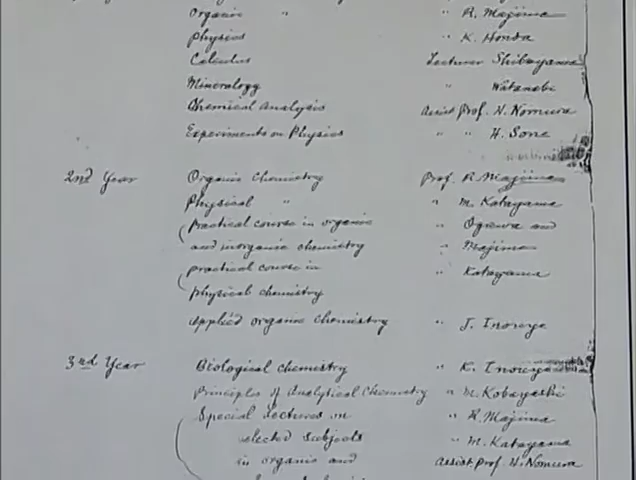 Organic " " R. Majima
Physics " K. Honda
Calculus Lecturer Shibayama
Mineralogy " Watanabe
Chemical Analysis Assist Prof. H. Nomura
Experiments on Physics " " H. Sone
2nd Year Organic Chemistry Prof. R. Majima
Physical " " M. Katayama
(Practical course in organic " Ogawa and
and inorganic chemistry " Majima
(practical course in " Katayama
physical chemistry
Applied organic chemistry " J. Inouye
3rd Year Biological chemistry " K. Inouye
Principles of Analytical Chemistry " M. Kobayashi
(Special lectures on " R. Majima
selected subjects " M. Katayama
in organic and Assist Prof. H. Nomura